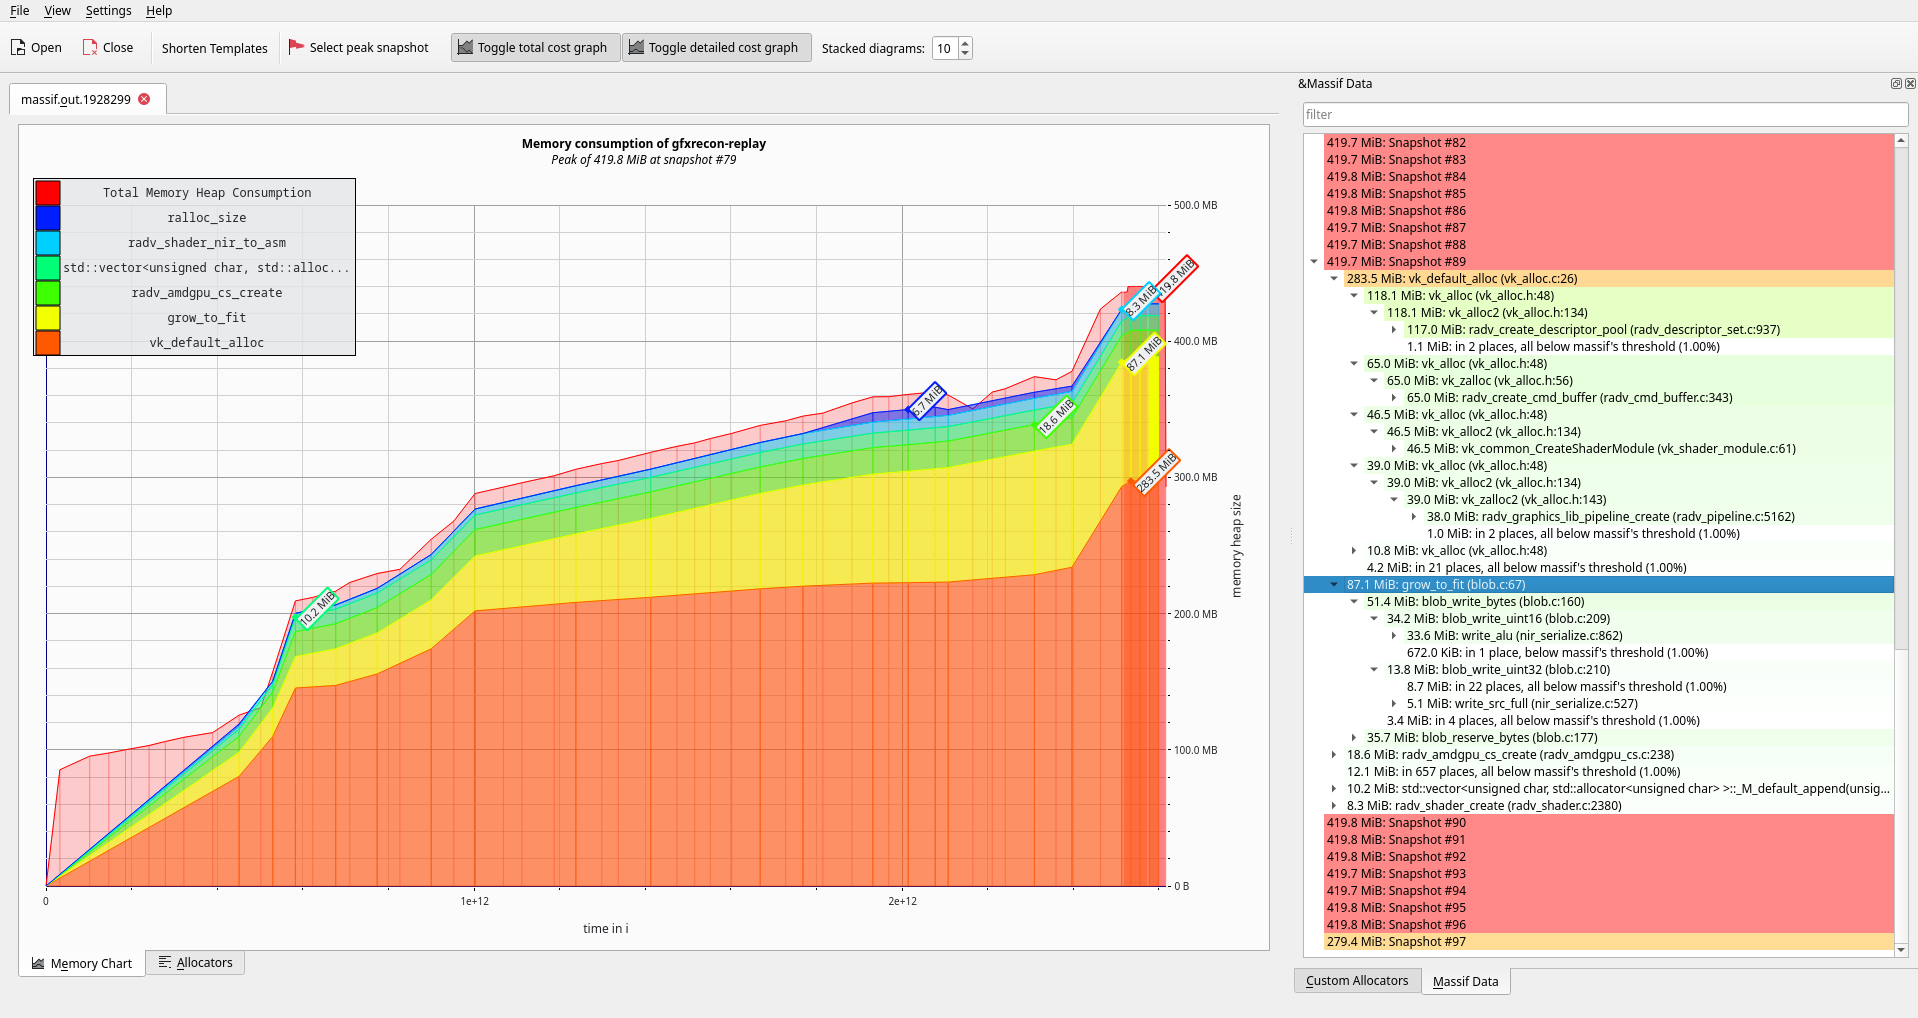 File View Settings Help
Open Close Shorten Templates Select peak snapshot Toggle total cost graph Toggle detailed cost graph Stacked diagrams: 10
massif.out.1928299
Memory consumption of gfxrecon-replay
Peak of 419.8 MiB at snapshot #79
Total Memory Heap Consumption
ralloc_size
radv_shader_nir_to_asm
std::vector<unsigned char, std::alloc...
radv_amdgpu_cs_create
grow_to_fit
vk_default_alloc
500.0 MB
400.0 MB
300.0 MB
200.0 MB
100.0 MB
0 B
memory heap size
19.8 MiB
8.3 MiB
87.1 MiB
6.7 MiB
18.6 MiB
283.5 MiB
10.2 MiB
0 1e+12 2e+12
time in i
Memory Chart Allocators
&Massif Data
filter
419.7 MiB: Snapshot #82
419.7 MiB: Snapshot #83
419.8 MiB: Snapshot #84
419.8 MiB: Snapshot #85
419.8 MiB: Snapshot #86
419.7 MiB: Snapshot #87
419.7 MiB: Snapshot #88
419.7 MiB: Snapshot #89
283.5 MiB: vk_default_alloc (vk_alloc.c:26)
118.1 MiB: vk_alloc (vk_alloc.h:48)
118.1 MiB: vk_alloc2 (vk_alloc.h:134)
117.0 MiB: radv_create_descriptor_pool (radv_descriptor_set.c:937)
1.1 MiB: in 2 places, all below massif's threshold (1.00%)
65.0 MiB: vk_alloc (vk_alloc.h:48)
65.0 MiB: vk_zalloc (vk_alloc.h:56)
65.0 MiB: radv_create_cmd_buffer (radv_cmd_buffer.c:343)
46.5 MiB: vk_alloc (vk_alloc.h:48)
46.5 MiB: vk_alloc2 (vk_alloc.h:134)
46.5 MiB: vk_common_CreateShaderModule (vk_shader_module.c:61)
39.0 MiB: vk_alloc (vk_alloc.h:48)
39.0 MiB: vk_alloc2 (vk_alloc.h:134)
39.0 MiB: vk_zalloc2 (vk_alloc.h:143)
38.0 MiB: radv_graphics_lib_pipeline_create (radv_pipeline.c:5162)
1.0 MiB: in 2 places, all below massif's threshold (1.00%)
10.8 MiB: vk_alloc (vk_alloc.h:48)
4.2 MiB: in 21 places, all below massif's threshold (1.00%)
87.1 MiB: grow_to_fit (blob.c:67)
51.4 MiB: blob_write_bytes (blob.c:160)
34.2 MiB: blob_write_uint16 (blob.c:209)
33.6 MiB: write_alu (nir_serialize.c:862)
672.0 KiB: in 1 place, below massif's threshold (1.00%)
13.8 MiB: blob_write_uint32 (blob.c:210)
8.7 MiB: in 22 places, all below massif's threshold (1.00%)
5.1 MiB: write_src_full (nir_serialize.c:527)
3.4 MiB: in 4 places, all below massif's threshold (1.00%)
35.7 MiB: blob_reserve_bytes (blob.c:177)
18.6 MiB: radv_amdgpu_cs_create (radv_amdgpu_cs.c:238)
12.1 MiB: in 657 places, all below massif's threshold (1.00%)
10.2 MiB: std::vector<unsigned char, std::allocator<unsigned char> >::_M_default_append(unsig...
8.3 MiB: radv_shader_create (radv_shader.c:2380)
419.8 MiB: Snapshot #90
419.8 MiB: Snapshot #91
419.8 MiB: Snapshot #92
419.7 MiB: Snapshot #93
419.7 MiB: Snapshot #94
419.8 MiB: Snapshot #95
419.8 MiB: Snapshot #96
279.4 MiB: Snapshot #97
Custom Allocators Massif Data